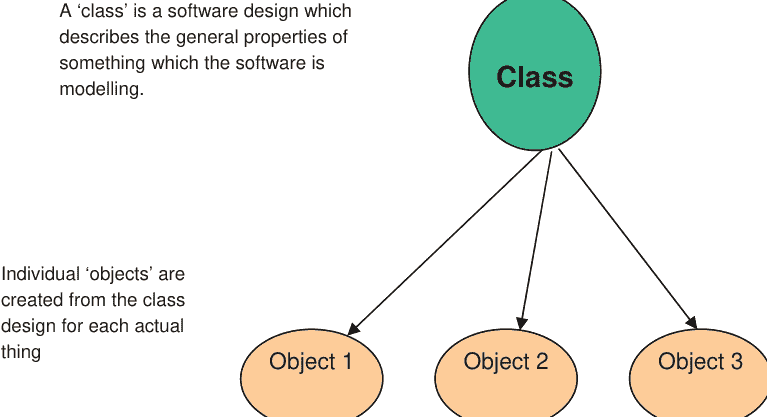 A ‘class’ is a software design which
describes the general properties of
something which the software is
modelling.
Class
Individual ‘objects’ are
created from the class
design for each actual
thing
Object 1
Object 2
Object 3